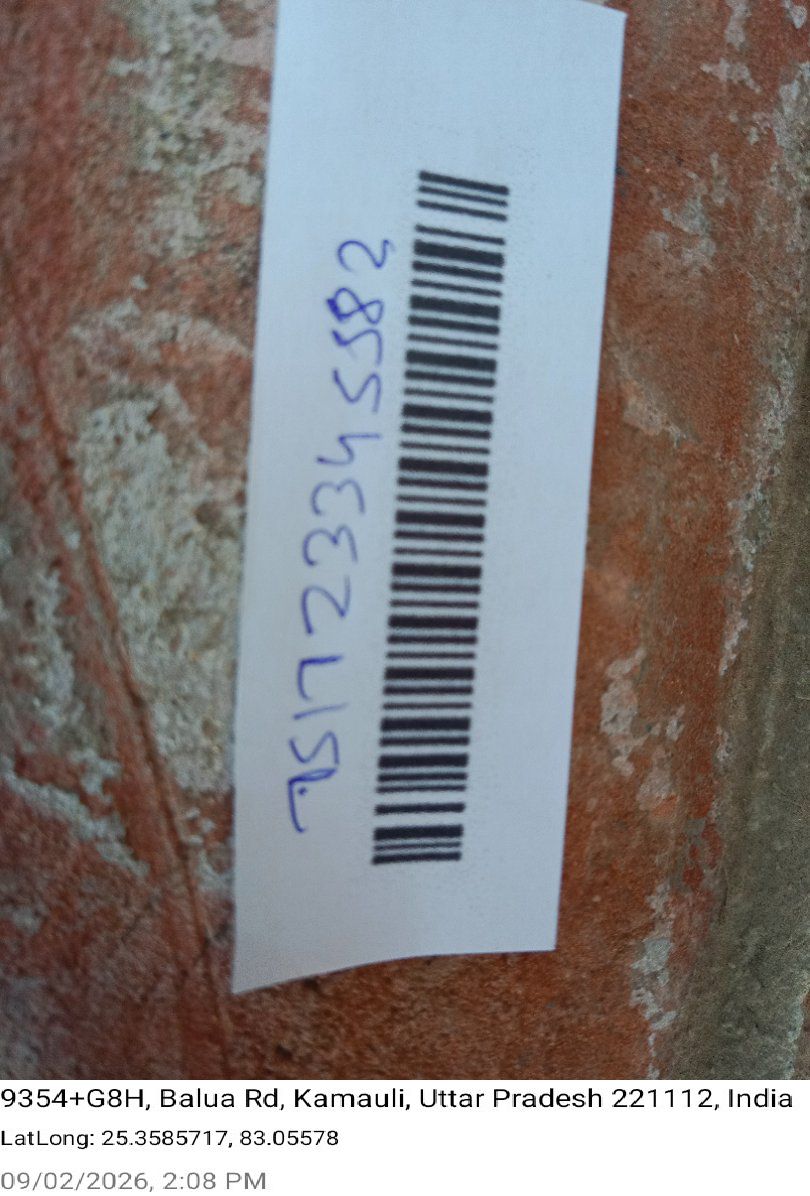 751723345582
9354+G8H, Balua Rd, Kamauli, Uttar Pradesh 221112, India
LatLong: 25.3585717, 83.05578
09/02/2026, 2:08 PM